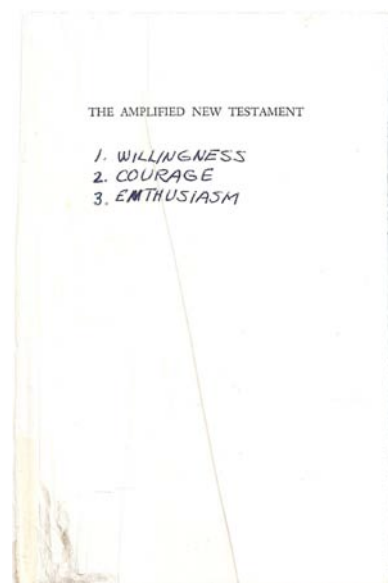 THE AMPLIFIED NEW TESTAMENT
1. WILLINGNESS
2. COURAGE
3. EMTHUSIASM